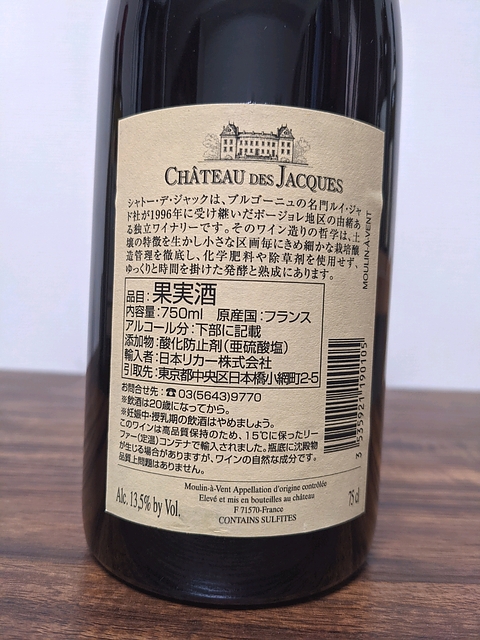 CHÂTEAU DES JACQUES
シャトー・デ・ジャックは、ブルゴーニュの名門ルイ・ジャ
ド社が1996年に受け継いだボージョレ地区の由緒あ
る独立ワイナリーです。そのワイン造りの哲学は、土
壌の特徴を生かし小さな区画毎にきめ細かな栽培醸
造管理を徹底し、化学肥料や除草剤を使用せず、
ゆっくりと時間を掛けた発酵と熟成にあります。
MOULIN-À-VENT
品目：果実酒
内容量：750ml 原産国：フランス
アルコール分：下部に記載
添加物：酸化防止剤（亜硫酸塩）
輸入者：日本リカー株式会社
引取先：東京都中央区日本橋小網町2-5
お問合せ先：☎03(5643)9770
※飲酒は20歳になってから。
※妊娠中・授乳期の飲酒はやめましょう。
このワインは高品質保持のため、15℃に保ったリー
ファー(定温)コンテナで輸入されました。瓶底に沈殿物
が生じる場合がありますが、ワインの自然な成分です。
品質上問題はありません。
3 535921 190105
Moulin-à-Vent Appellation d'origine contrôlée
Elevé et mis en bouteilles au château
F 71570-France
CONTAINS SULFITES
Alc. 13,5% by Vol.
75 cl